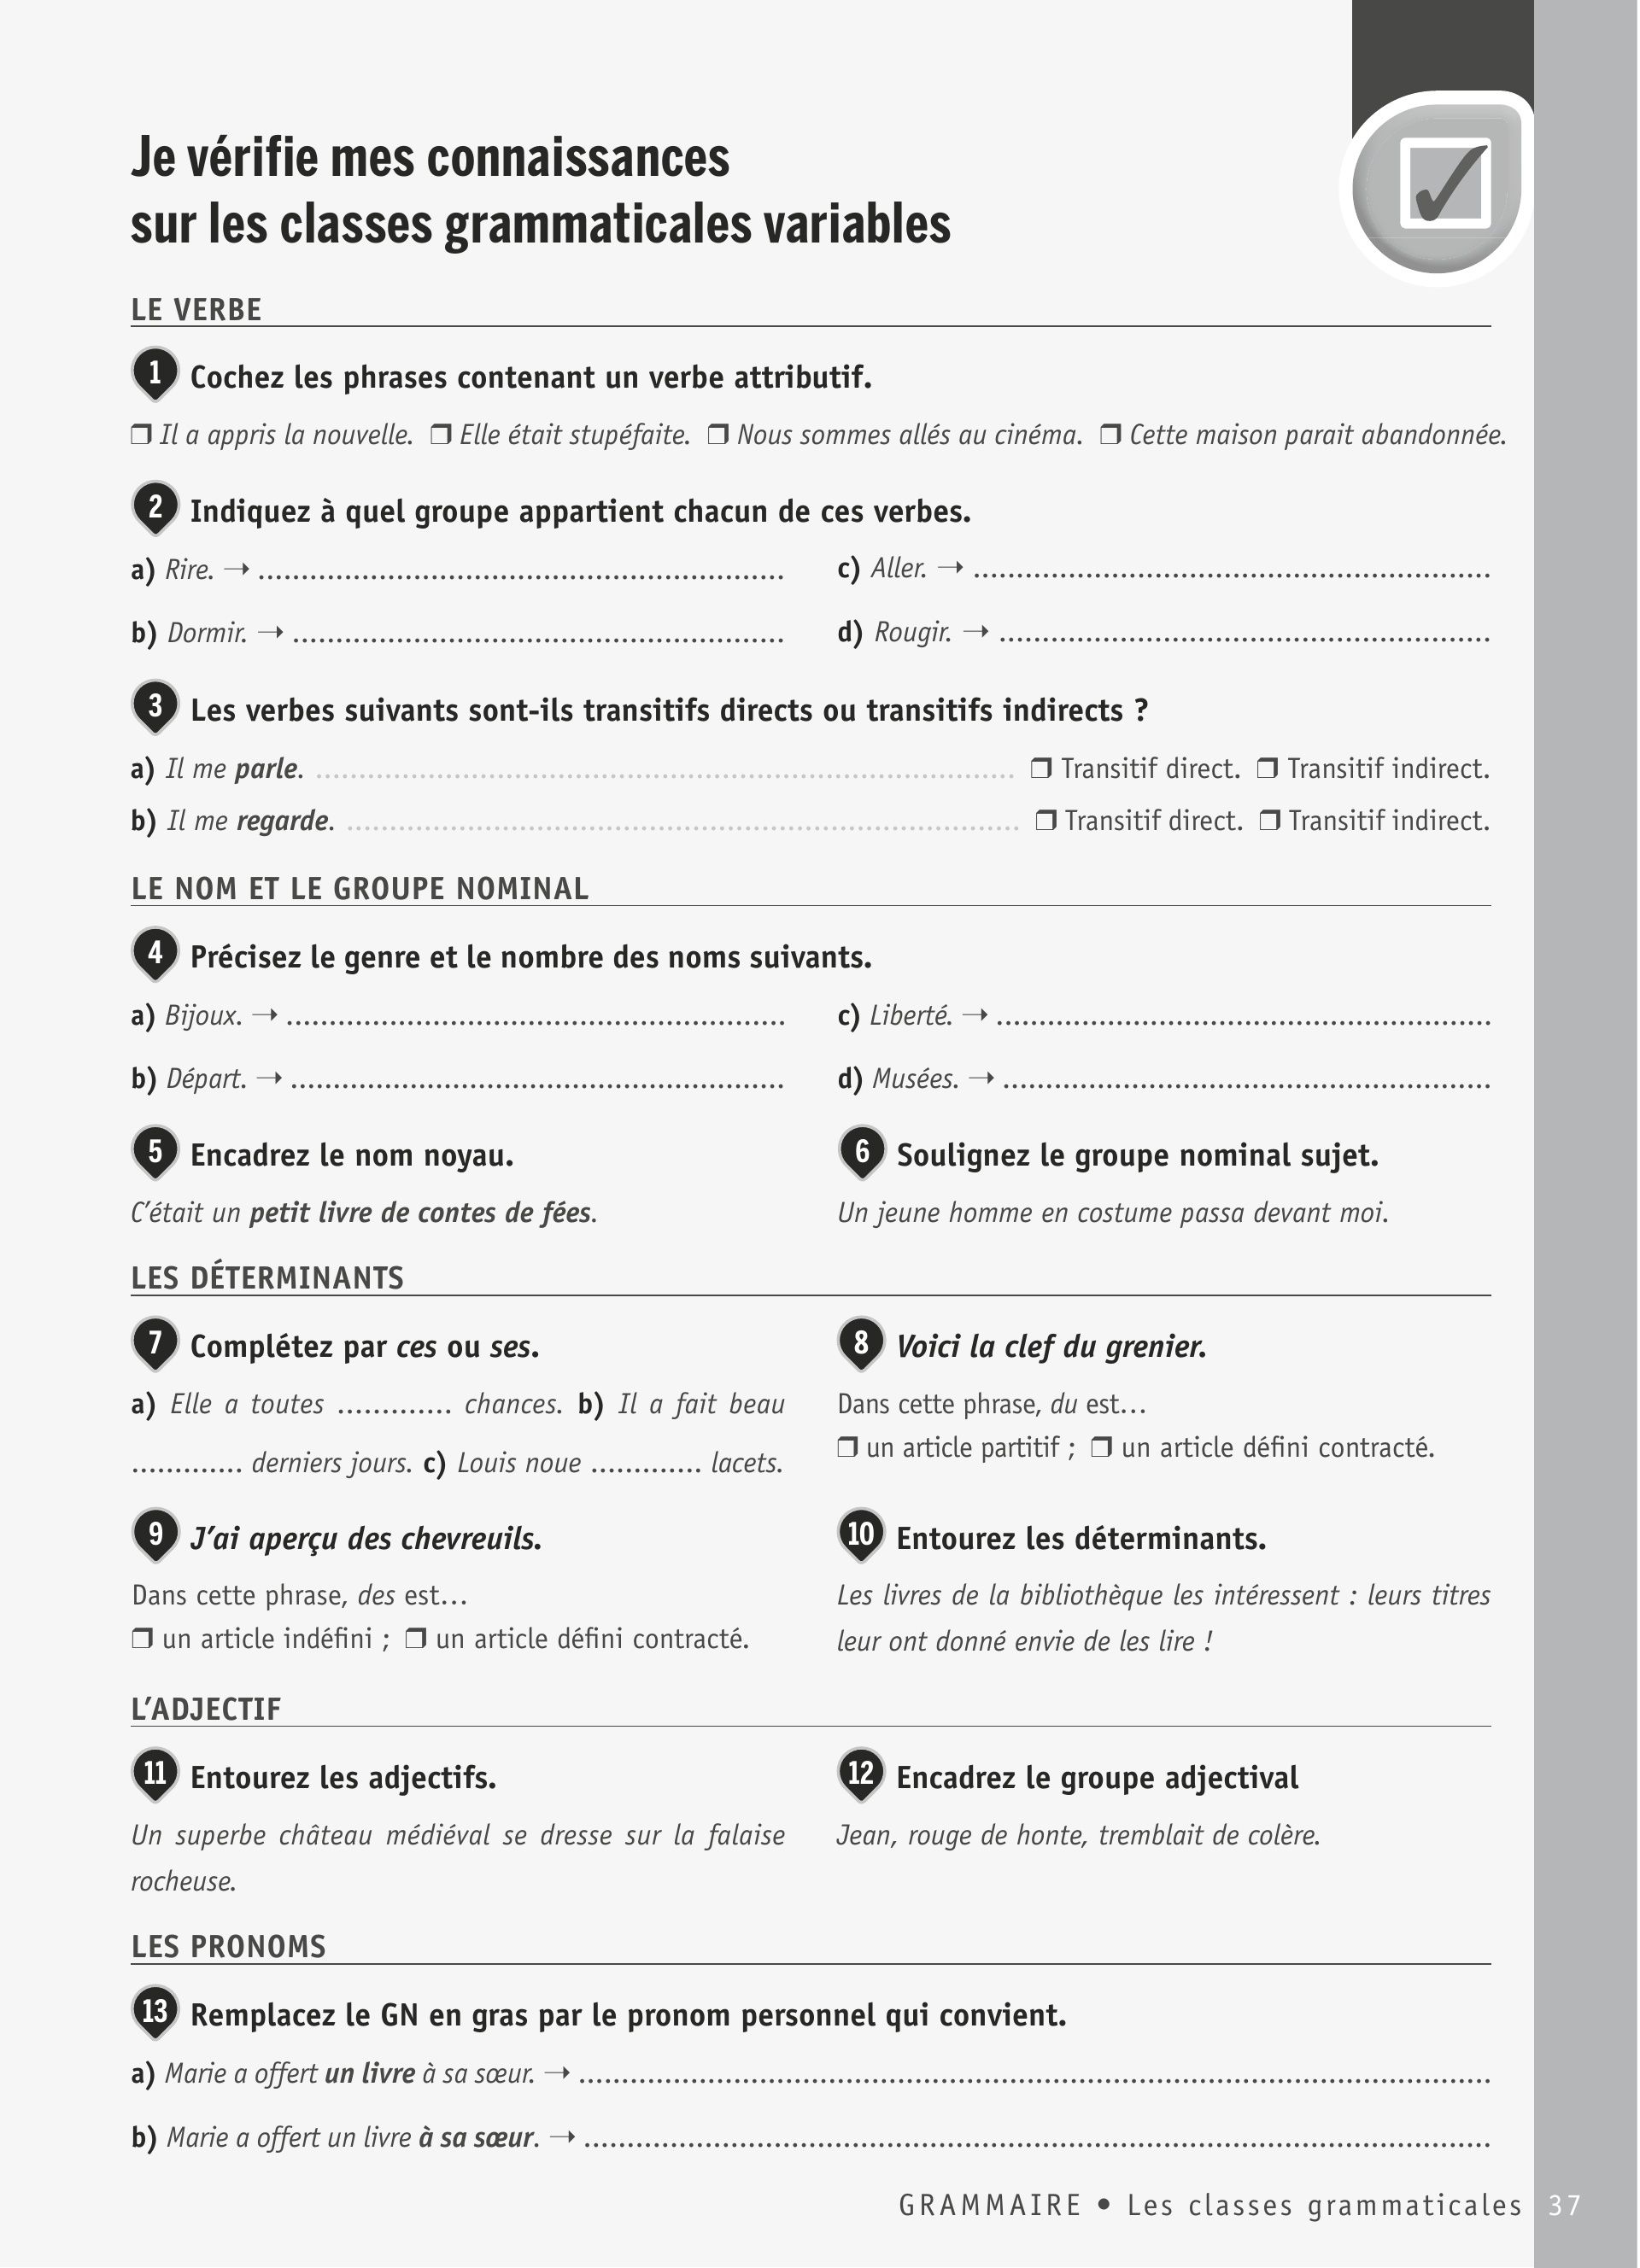 Je vérifie mes connaissances
sur les classes grammaticales variables
LE VERBE
1 Cochez les phrases contenant un verbe attributif.
❒ Il a appris la nouvelle. ❒ Elle était stupéfaite. ❒ Nous sommes allés au cinéma. ❒ Cette maison parait abandonnée.
2 Indiquez à quel groupe appartient chacun de ces verbes.
a) Rire. → ............................................................. c) Aller. → ............................................................
b) Dormir. → ......................................................... d) Rougir. → .........................................................
3 Les verbes suivants sont-ils transitifs directs ou transitifs indirects ?
a) Il me parle. ................................................................................. ❒ Transitif direct. ❒ Transitif indirect.
b) Il me regarde. .............................................................................. ❒ Transitif direct. ❒ Transitif indirect.
LE NOM ET LE GROUPE NOMINAL
4 Précisez le genre et le nombre des noms suivants.
a) Bijoux. → .......................................................... c) Liberté. → ..........................................................
b) Départ. → ......................................................... d) Musées. → .........................................................
5 Encadrez le nom noyau.
C’était un petit livre de contes de fées.
6 Soulignez le groupe nominal sujet.
Un jeune homme en costume passa devant moi.
LES DÉTERMINANTS
7 Complétez par ces ou ses.
a) Elle a toutes ............. chances. b) Il a fait beau
............. derniers jours. c) Louis noue ............. lacets.
8 Voici la clef du grenier.
Dans cette phrase, du est…
❒ un article partitif ; ❒ un article défini contracté.
9 J’ai aperçu des chevreuils.
Dans cette phrase, des est…
❒ un article indéfini ; ❒ un article défini contracté.
10 Entourez les déterminants.
Les livres de la bibliothèque les intéressent : leurs titres
leur ont donné envie de les lire !
L’ADJECTIF
11 Entourez les adjectifs.
Un superbe château médiéval se dresse sur la falaise
rocheuse.
12 Encadrez le groupe adjectival
Jean, rouge de honte, tremblait de colère.
LES PRONOMS
13 Remplacez le GN en gras par le pronom personnel qui convient.
a) Marie a offert un livre à sa sœur. → ..........................................................................................................
b) Marie a offert un livre à sa sœur. → .........................................................................................................
GRAMMAIRE • Les classes grammaticales 37